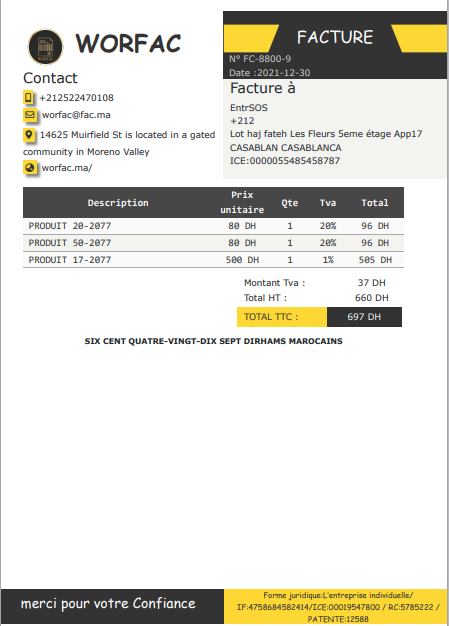 WORFAC
FACTURE
N° FC-8800-9
Date :2021-12-30
Contact
+212522470108
worfac@fac.ma
14625 Muirfield St is located in a gated
community in Moreno Valley
worfac.ma/
Facture à
EntrSOS
+212
Lot haj fateh Les Fleurs 5eme étage App17
CASABLAN CASABLANCA
ICE:0000055485458787
Description Prix unitaire Qte Tva Total
PRODUIT 20-2077 80 DH 1 20% 96 DH
PRODUIT 50-2077 80 DH 1 20% 96 DH
PRODUIT 17-2077 500 DH 1 1% 505 DH
Montant Tva : 37 DH
Total HT : 660 DH
TOTAL TTC : 697 DH
SIX CENT QUATRE-VINGT-DIX SEPT DIRHAMS MAROCAINS
merci pour votre Confiance
Forme juridique:L'entreprise individuelle/
IF:4758684582414/ICE:00019547800 / RC:5785222 /
PATENTE:12588